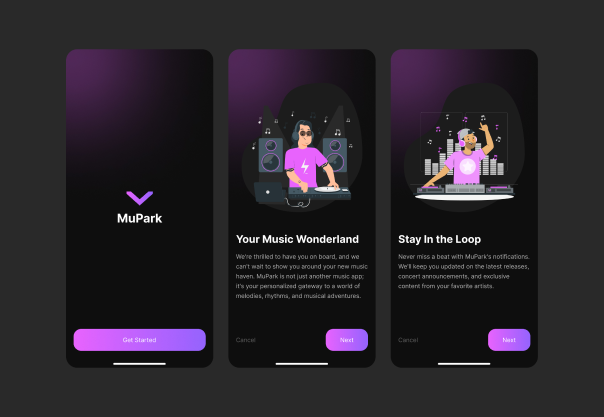 MuPark
Get Started
Your Music Wonderland
We're thrilled to have you on board, and we
can't wait to show you around your new music
haven. MuPark is not just another music app;
it's your personalized gateway to a world of
melodies, rhythms, and musical adventures.
Cancel
Next
Stay In the Loop
Never miss a beat with MuPark's notifications.
We'll keep you updated on the latest releases,
concert announcements, and exclusive
content from your favorite artists.
Cancel
Next